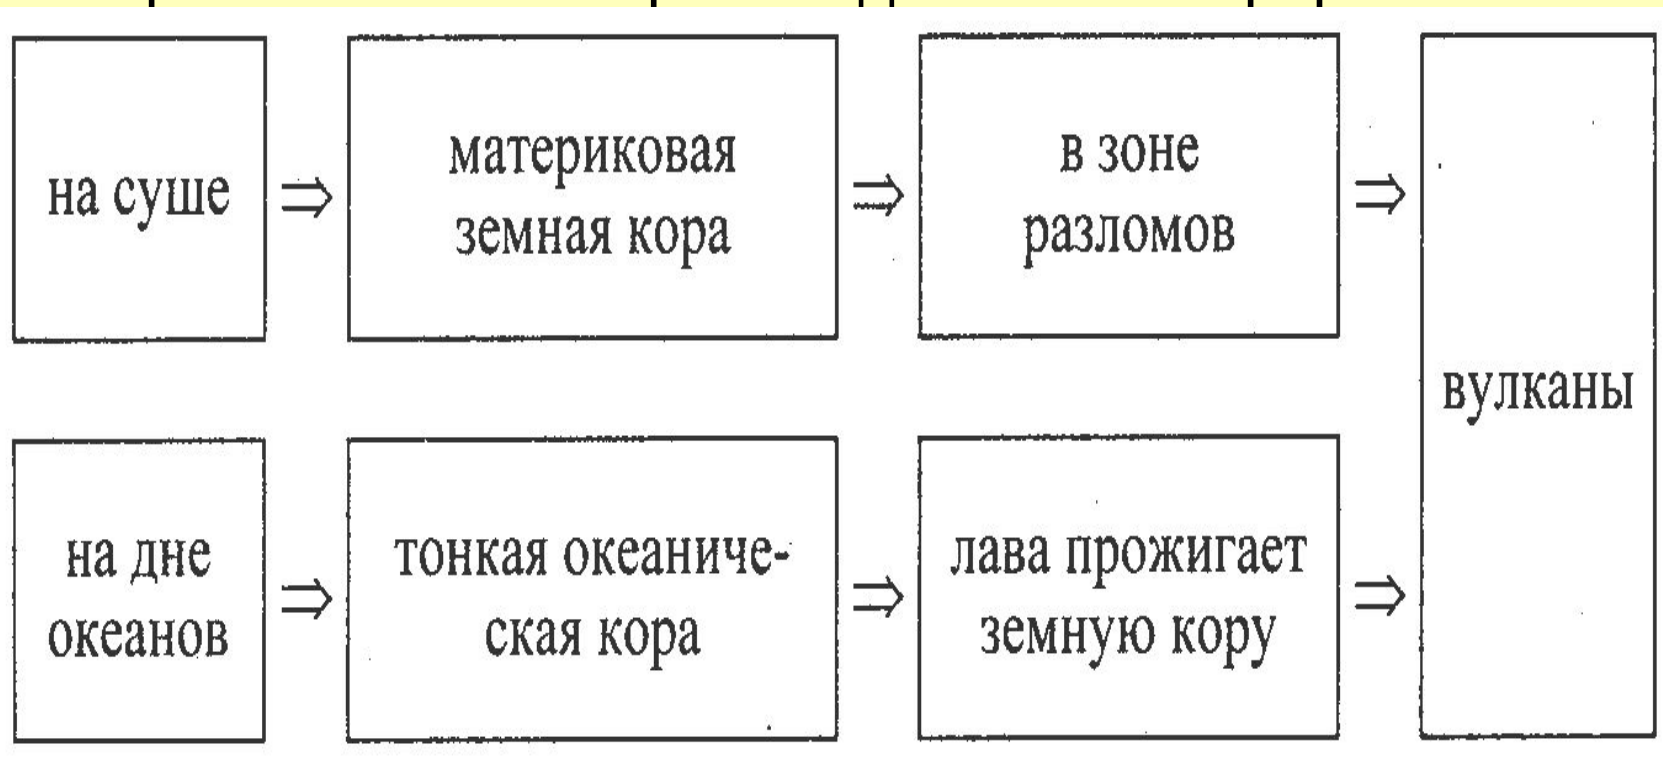 на суше
⇒
материковая
земная кора
⇒
в зоне
разломов
⇒
вулканы
на дне
океанов
⇒
тонкая океаниче-
ская кора
⇒
лава прожигает
земную кору
⇒